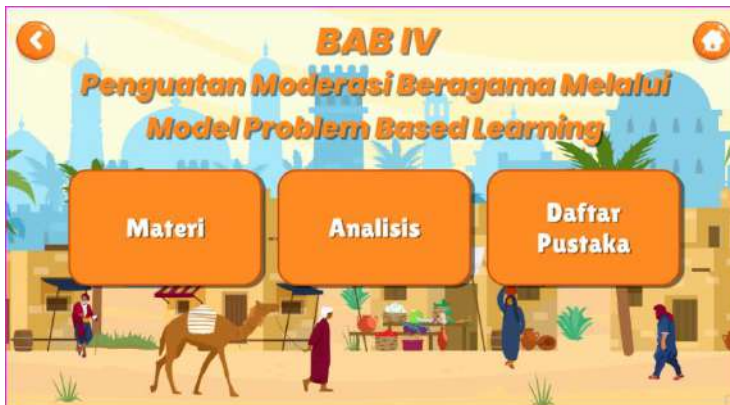 BAB IV
Penguatan Moderasi Beragama Melalui
Model Problem Based Learning
Materi
Analisis
Daftar
Pustaka